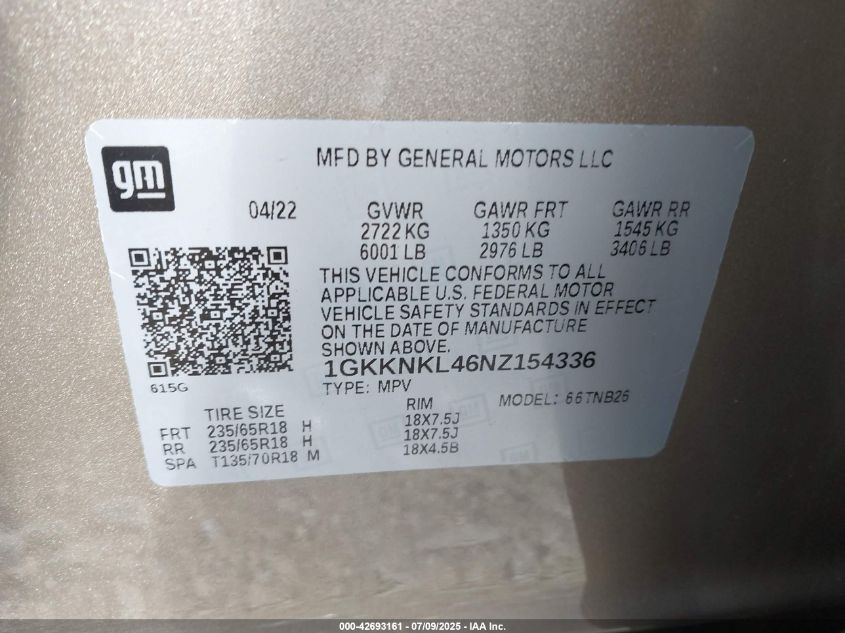 gm
MFD BY GENERAL MOTORS LLC
04/22 GVWR GAWR FRT GAWR RR
2722 KG 1350 KG 1545 KG
6001 LB 2976 LB 3406 LB
THIS VEHICLE CONFORMS TO ALL
APPLICABLE U.S. FEDERAL MOTOR
VEHICLE SAFETY STANDARDS IN EFFECT
ON THE DATE OF MANUFACTURE
SHOWN ABOVE.
1GKKNKL46NZ154336
615G
TYPE: MPV
MODEL: 66TNB26
TIRE SIZE RIM
FRT 235/65R18 H 18X7.5J
RR 235/65R18 H 18X7.5J
SPA T135/70R18 M 18X4.5B
000-42693161 / 07/09/2025 - IAA Inc.